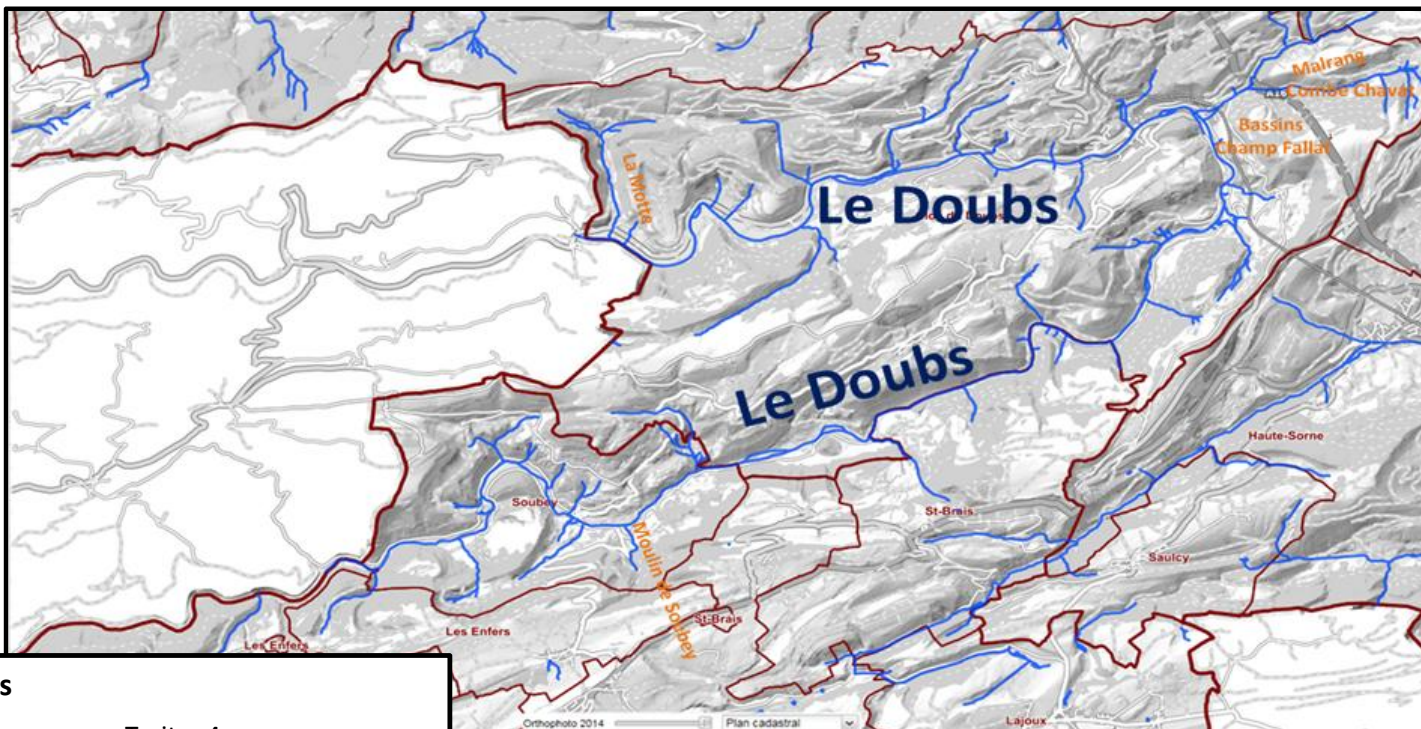 Malrang
Combe Chavat
Bassins
Champ Fallat
La Motte
Le Doubs
Le Doubs
Haute-Sorne
Soubey
St-Brais
Saulcy
Moulin de Soubey
St-Brais
Les Enfers
Les Enfers
s
Lajoux
Orthophoto 2014
Plan cadastral